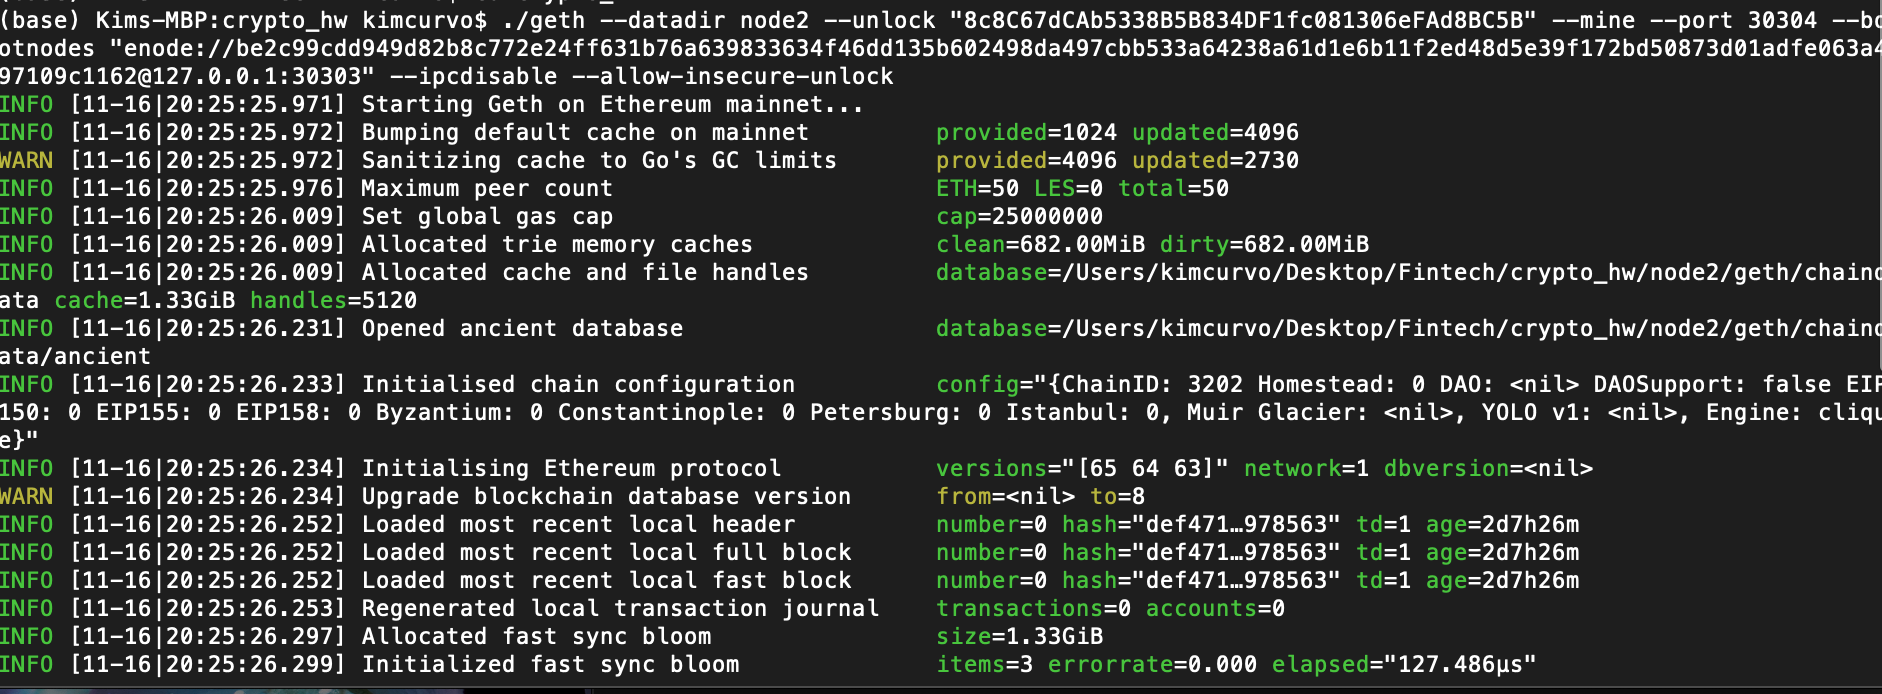 (base) Kims-MBP:crypto_hw kimcurvo$ ./geth --datadir node2 --unlock "8c8C67dCAb5338B5B834DF1fc081306eFAd8BC5B" --mine --port 30304 --bo
otnodes "enode://be2c99cdd949d82b8c772e24ff631b76a639833634f46dd135b602498da497cbb533a64238a61d1e6b11f2ed48d5e39f172bd50873d01adfe063a4
97109c1162@127.0.0.1:30303" --ipcdisable --allow-insecure-unlock
INFO [11-16|20:25:25.971] Starting Geth on Ethereum mainnet...
INFO [11-16|20:25:25.972] Bumping default cache on mainnet provided=1024 updated=4096
WARN [11-16|20:25:25.972] Sanitizing cache to Go's GC limits provided=4096 updated=2730
INFO [11-16|20:25:25.976] Maximum peer count ETH=50 LES=0 total=50
INFO [11-16|20:25:26.009] Set global gas cap cap=25000000
INFO [11-16|20:25:26.009] Allocated trie memory caches clean=682.00MiB dirty=682.00MiB
INFO [11-16|20:25:26.009] Allocated cache and file handles database=/Users/kimcurvo/Desktop/Fintech/crypto_hw/node2/geth/chaind
ata cache=1.33GiB handles=5120
INFO [11-16|20:25:26.231] Opened ancient database database=/Users/kimcurvo/Desktop/Fintech/crypto_hw/node2/geth/chaind
ata/ancient
INFO [11-16|20:25:26.233] Initialised chain configuration config="{ChainID: 3202 Homestead: 0 DAO: <nil> DAOSupport: false EIP
150: 0 EIP155: 0 EIP158: 0 Byzantium: 0 Constantinople: 0 Petersburg: 0 Istanbul: 0, Muir Glacier: <nil>, YOLO v1: <nil>, Engine: cliqu
e}"
INFO [11-16|20:25:26.234] Initialising Ethereum protocol versions="[65 64 63]" network=1 dbversion=<nil>
WARN [11-16|20:25:26.234] Upgrade blockchain database version from=<nil> to=8
INFO [11-16|20:25:26.252] Loaded most recent local header number=0 hash="def471…978563" td=1 age=2d7h26m
INFO [11-16|20:25:26.252] Loaded most recent local full block number=0 hash="def471…978563" td=1 age=2d7h26m
INFO [11-16|20:25:26.252] Loaded most recent local fast block number=0 hash="def471…978563" td=1 age=2d7h26m
INFO [11-16|20:25:26.253] Regenerated local transaction journal transactions=0 accounts=0
INFO [11-16|20:25:26.297] Allocated fast sync bloom size=1.33GiB
INFO [11-16|20:25:26.299] Initialized fast sync bloom items=3 errorrate=0.000 elapsed="127.486µs"